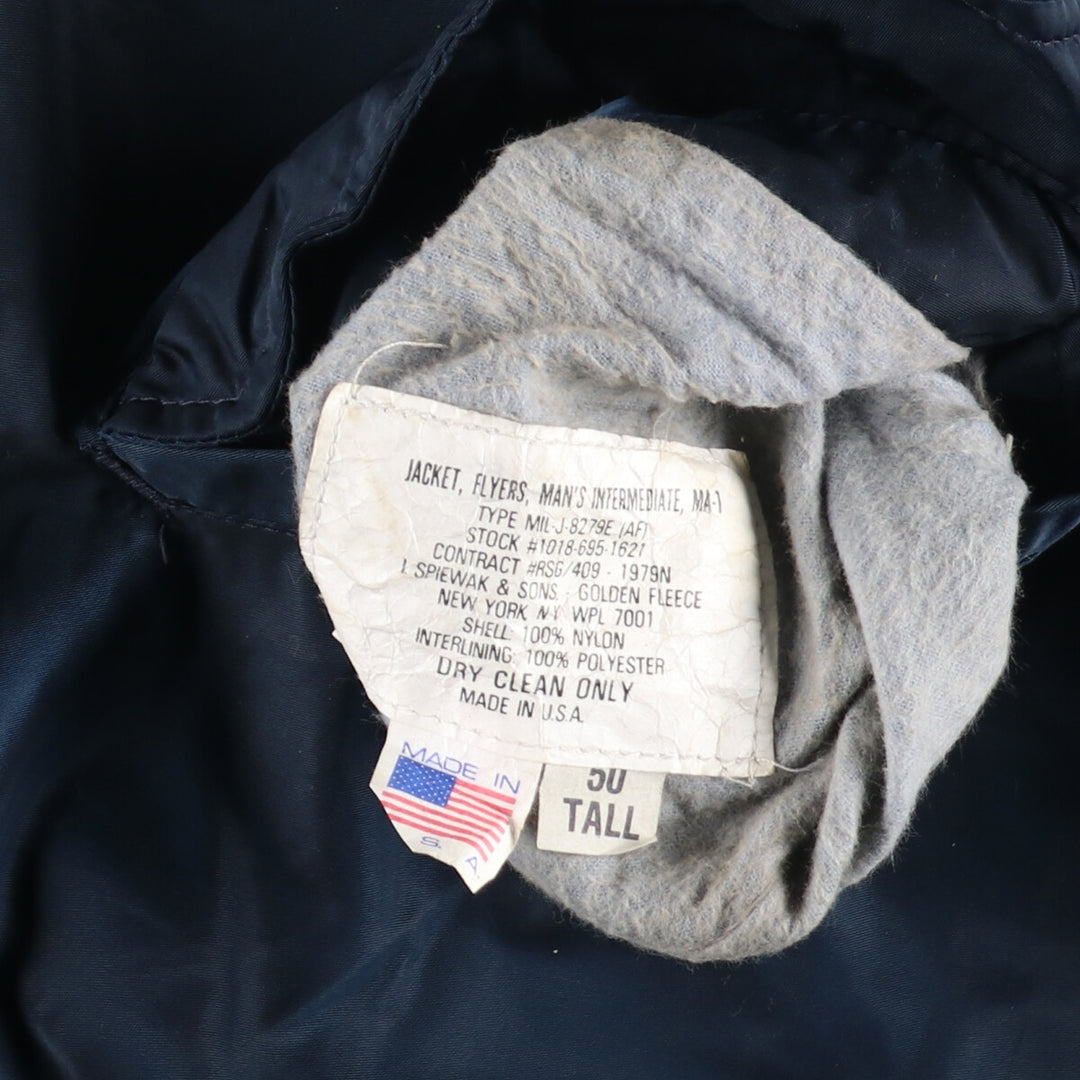 JACKET, FLYERS, MAN'S INTERMEDIATE, MA-1
TYPE MIL-J-8279E (AF)
STOCK #1018-695-1621
CONTRACT #RSG/409 - 1979N
I. SPIEWAK & SONS - GOLDEN FLEECE
NEW YORK NY WPL 7001
SHELL: 100% NYLON
INTERLINING: 100% POLYESTER
DRY CLEAN ONLY
MADE IN U.S.A.
MADE IN
S. A.
50
TALL